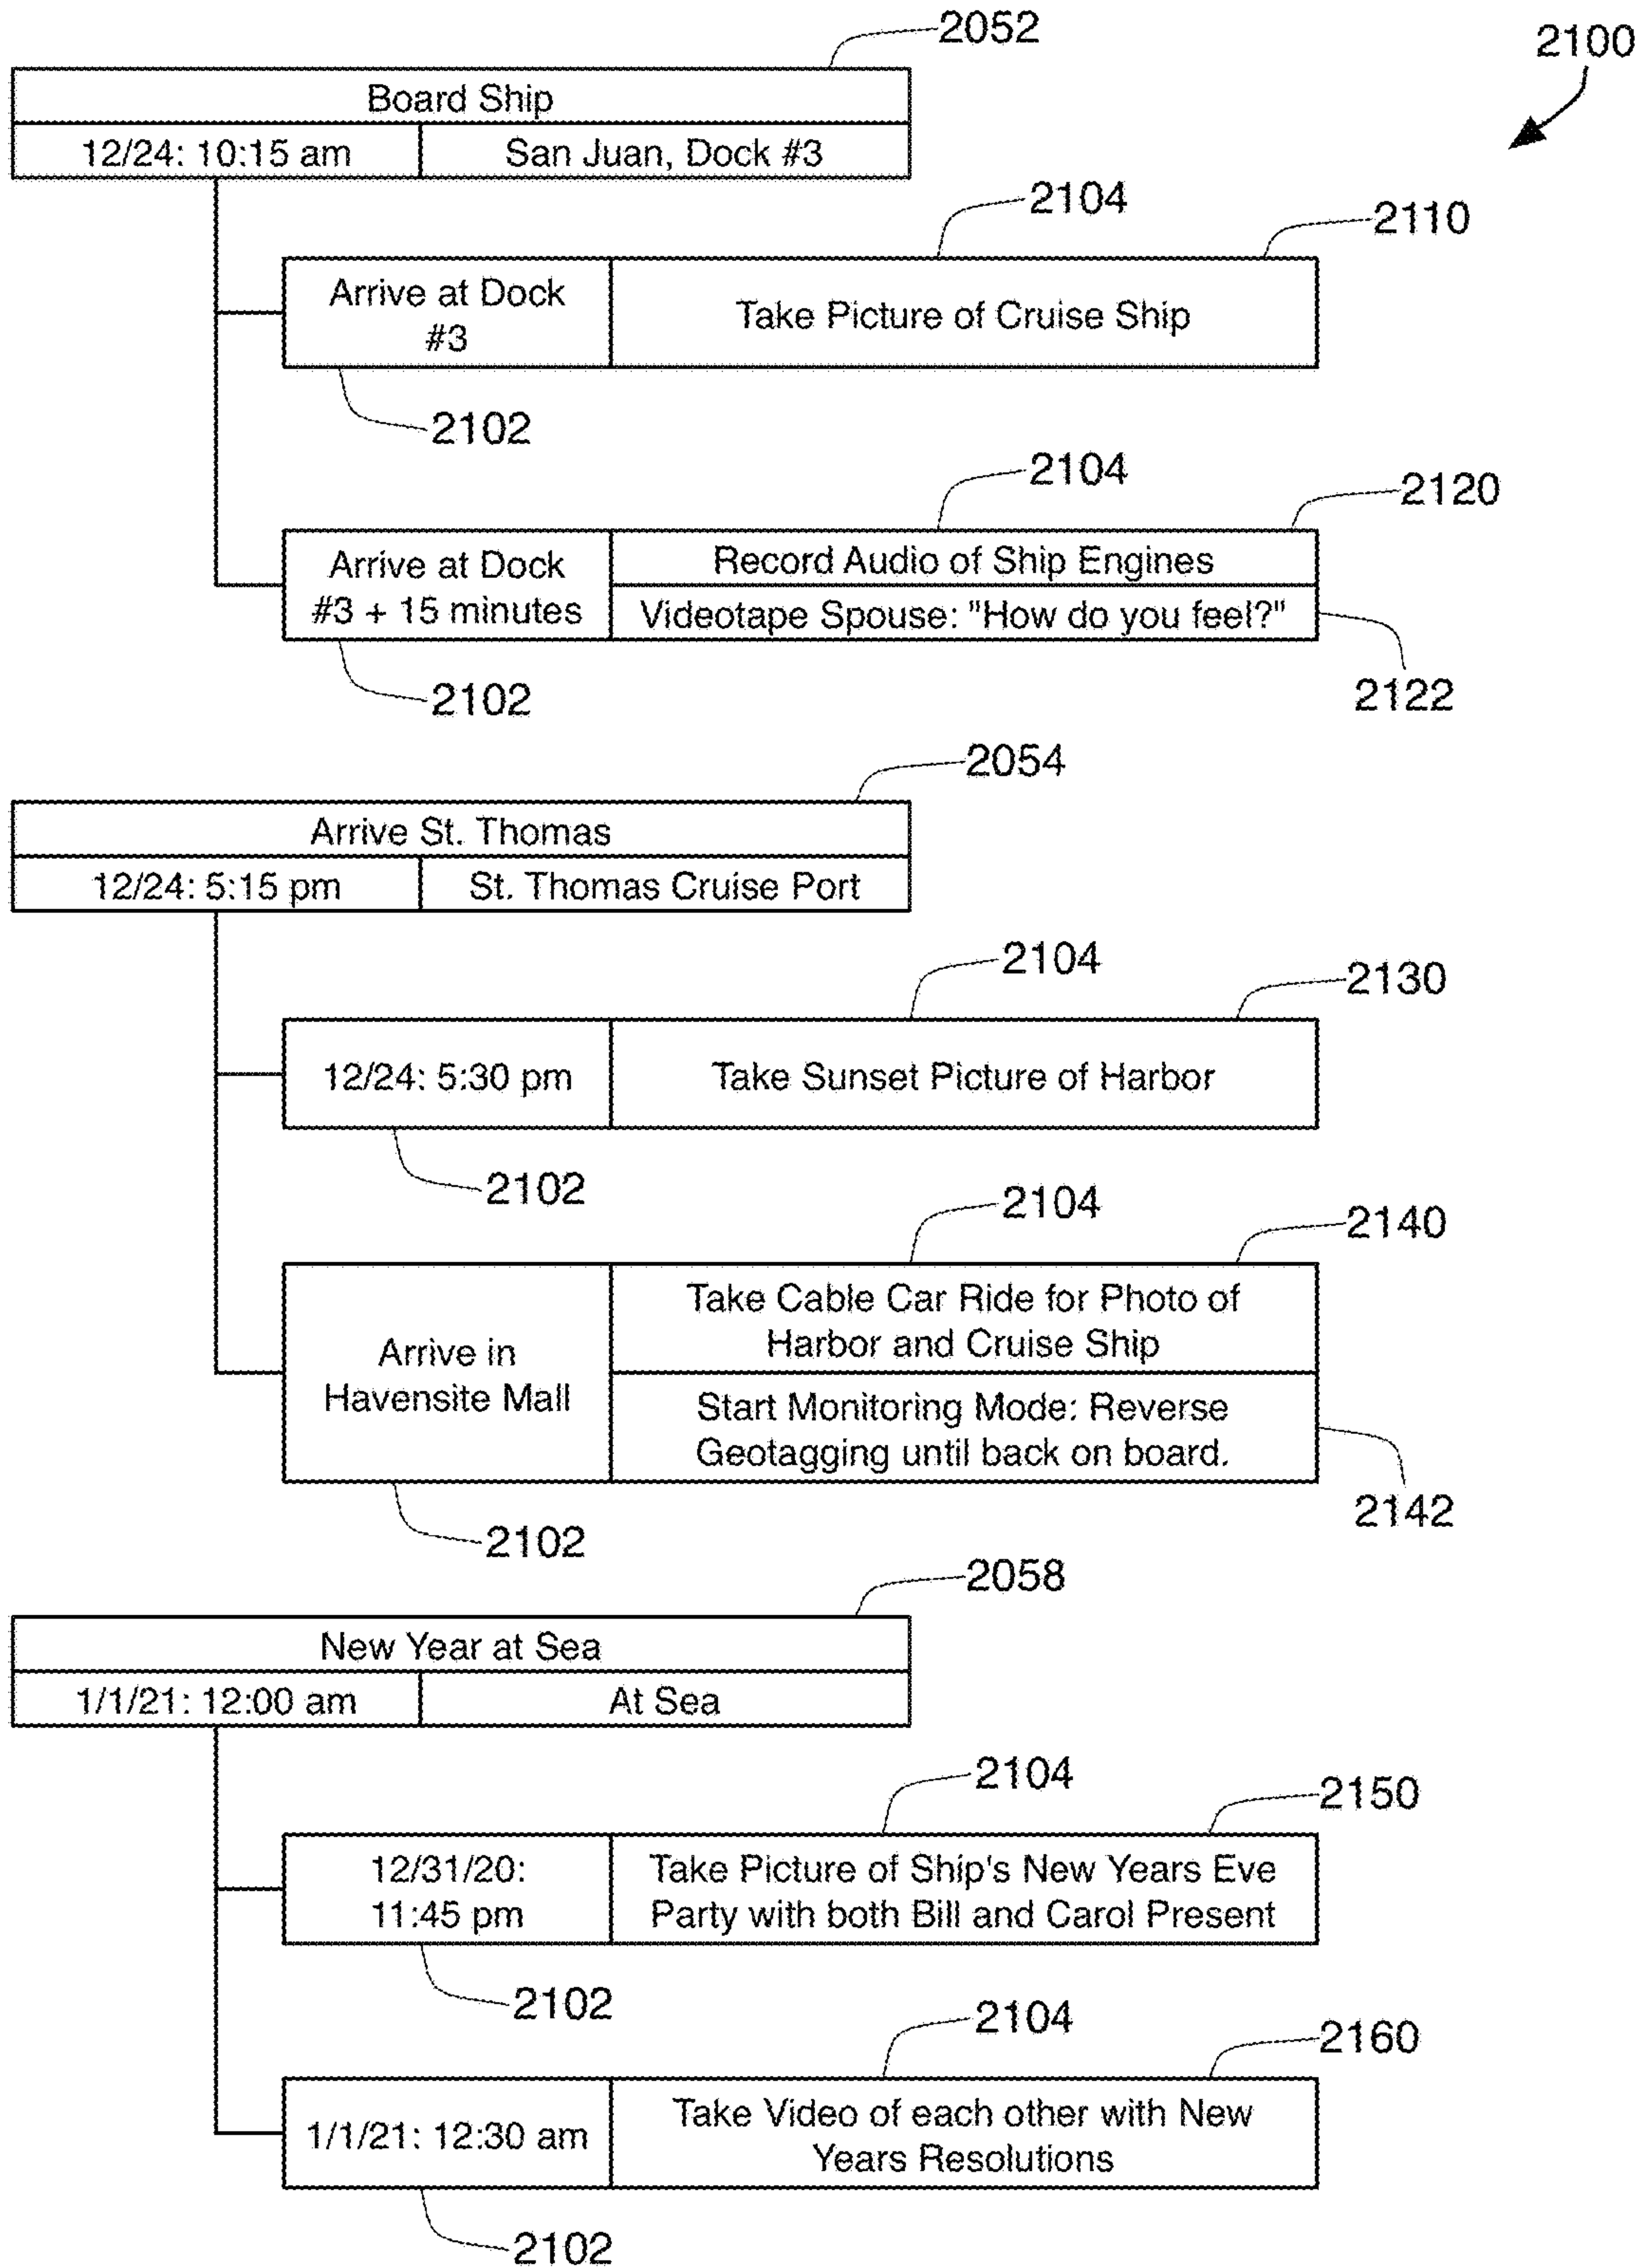 2052
2100
Board Ship
12/24: 10:15 am
San Juan, Dock #3
2104
2110
Arrive at Dock
#3
Take Picture of Cruise Ship
2102
2104
2120
Arrive at Dock
#3 + 15 minutes
Record Audio of Ship Engines
Videotape Spouse: "How do you feel?"
2102
2122
2054
Arrive St. Thomas
12/24: 5:15 pm
St. Thomas Cruise Port
2104
2130
12/24: 5:30 pm
Take Sunset Picture of Harbor
2102
2104
2140
Arrive in
Havensite Mall
Take Cable Car Ride for Photo of
Harbor and Cruise Ship
Start Monitoring Mode: Reverse
Geotagging until back on board.
2142
2102
2058
New Year at Sea
1/1/21: 12:00 am
At Sea
2104
2150
12/31/20:
11:45 pm
Take Picture of Ship's New Years Eve
Party with both Bill and Carol Present
2102
2104
2160
1/1/21: 12:30 am
Take Video of each other with New
Years Resolutions
2102